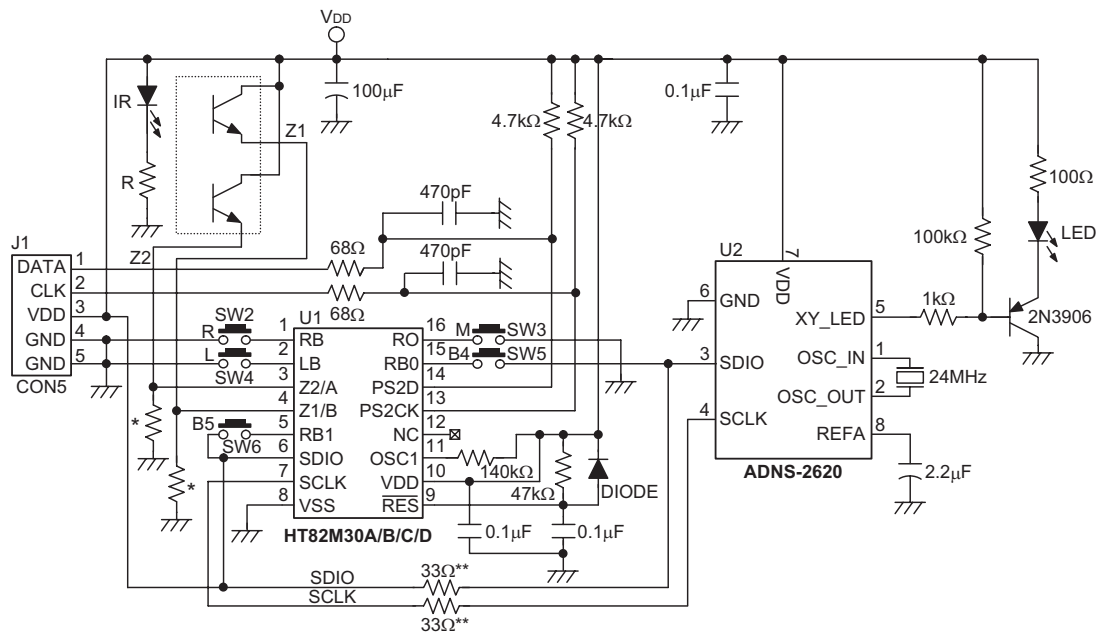 VDD
IR
R
Z1
100μF
4.7kΩ
4.7kΩ
0.1μF
100Ω
LED
100kΩ
470pF
470pF
Z2
68Ω
68Ω
J1
DATA 1
CLK 2
VDD 3
GND 4
GND 5
CON5
R SW2
L SW4
B5 SW6
*
*
U1
1 RB
2 LB
3 Z2/A
4 Z1/B
5 RB1
6 SDIO
7 SCLK
8 VSS
RO 16
RB0 15
PS2D 14
PS2CK 13
NC 12
OSC1 11
VDD 10
RES 9
HT82M30A/B/C/D
M SW3
B4 SW5
140kΩ
47kΩ
DIODE
0.1μF
0.1μF
SDIO 33Ω**
SCLK
33Ω**
U2
7
VDD
6 GND
3 SDIO
4 SCLK
XY_LED 5
OSC_IN 1
OSC_OUT 2
REFA 8
ADNS-2620
1kΩ
2N3906
24MHz
2.2μF